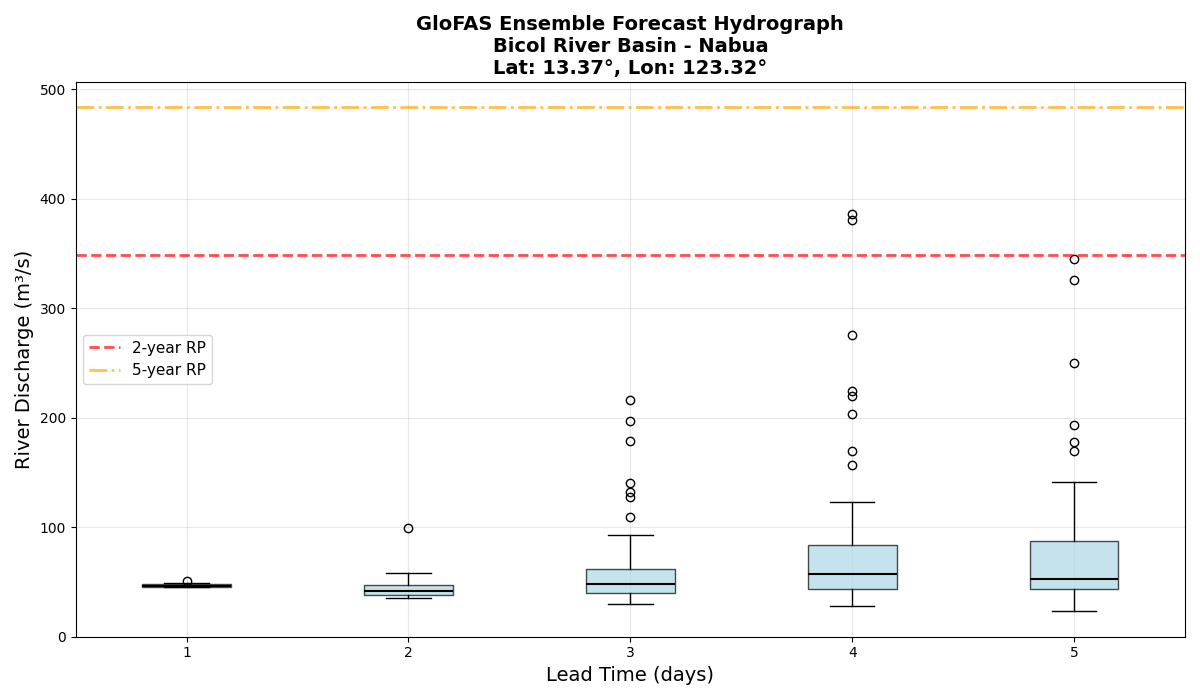 GloFAS Ensemble Forecast Hydrograph
Bicol River Basin - Nabua
Lat: 13.37°, Lon: 123.32°
River Discharge (m³/s)
500
400
300
200
100
0
2-year RP
5-year RP
1
2
3
4
5
Lead Time (days)